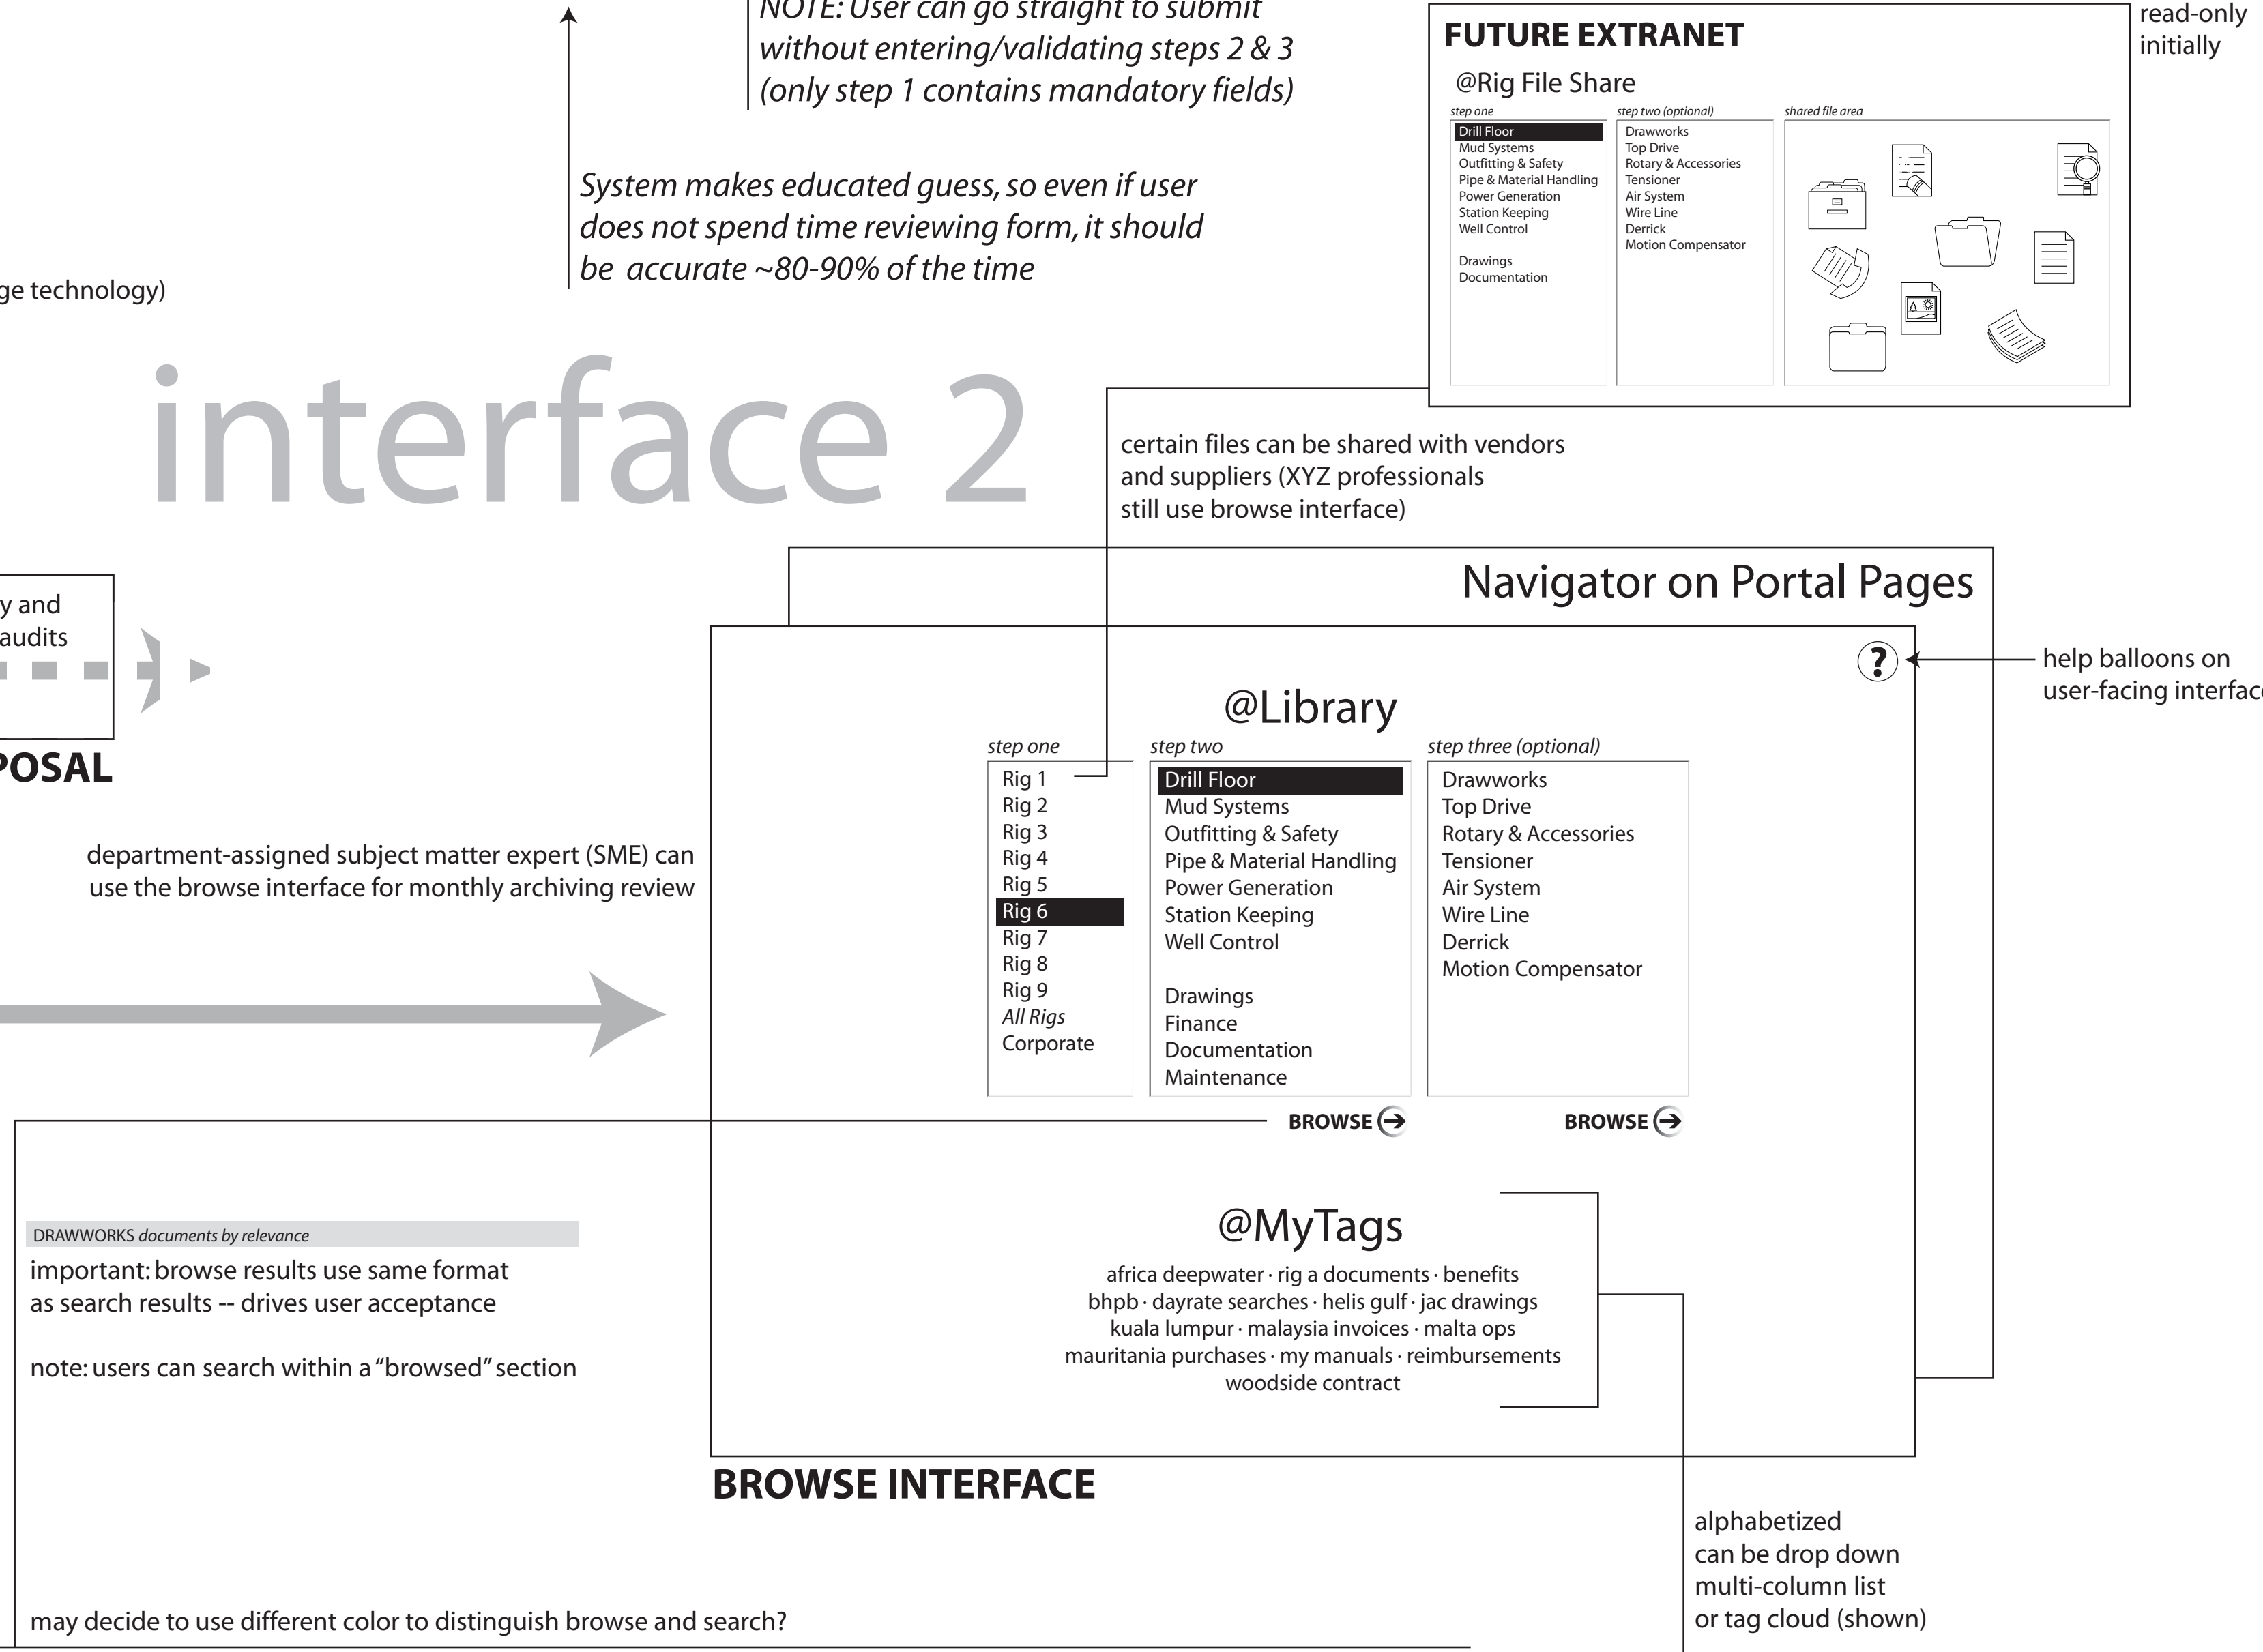 NOTE: User can go straight to submit
without entering/validating steps 2 & 3
(only step 1 contains mandatory fields)
System makes educated guess, so even if user
does not spend time reviewing form, it should
be accurate ~80-90% of the time
technology)
interface 2
FUTURE EXTRANET
read-only
initially
@Rig File Share
step one
Drill Floor
Mud Systems
Outfitting & Safety
Pipe & Material Handling
Power Generation
Station Keeping
Well Control
Drawings
Documentation
step two (optional)
Drawworks
Top Drive
Rotary & Accessories
Tensioner
Air System
Wire Line
Derrick
Motion Compensator
shared file area
certain files can be shared with vendors
and suppliers (XYZ professionals
still use browse interface)
and
audits
POSAL
department-assigned subject matter expert (SME) can
use the browse interface for monthly archiving review
Navigator on Portal Pages
?
help balloons on
user-facing interfac
@Library
step one
Rig 1
Rig 2
Rig 3
Rig 4
Rig 5
Rig 6
Rig 7
Rig 8
Rig 9
All Rigs
Corporate
step two
Drill Floor
Mud Systems
Outfitting & Safety
Pipe & Material Handling
Power Generation
Station Keeping
Well Control
Drawings
Finance
Documentation
Maintenance
BROWSE
step three (optional)
Drawworks
Top Drive
Rotary & Accessories
Tensioner
Air System
Wire Line
Derrick
Motion Compensator
BROWSE
@MyTags
africa deepwater · rig a documents · benefits
bhpb · dayrate searches · helis gulf · jac drawings
kuala lumpur · malaysia invoices · malta ops
mauritania purchases · my manuals · reimbursements
woodside contract
BROWSE INTERFACE
DRAWWORKS documents by relevance
important: browse results use same format
as search results -- drives user acceptance
note: users can search within a “browsed” section
may decide to use different color to distinguish browse and search?
alphabetized
can be drop down
multi-column list
or tag cloud (shown)